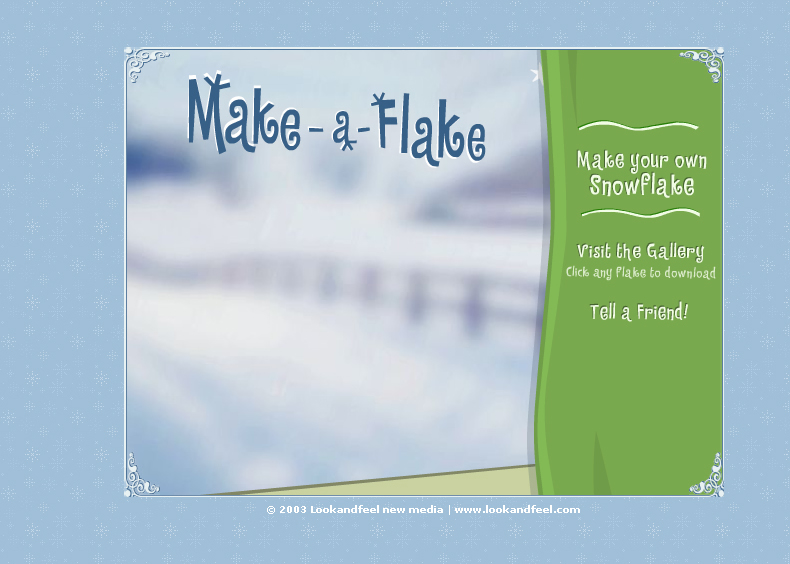 Make-a-Flake
Make your own
Snowflake
Visit the Gallery
Click any flake to download
Tell a Friend!
© 2003 Lookandfeel new media | www.lookandfeel.com